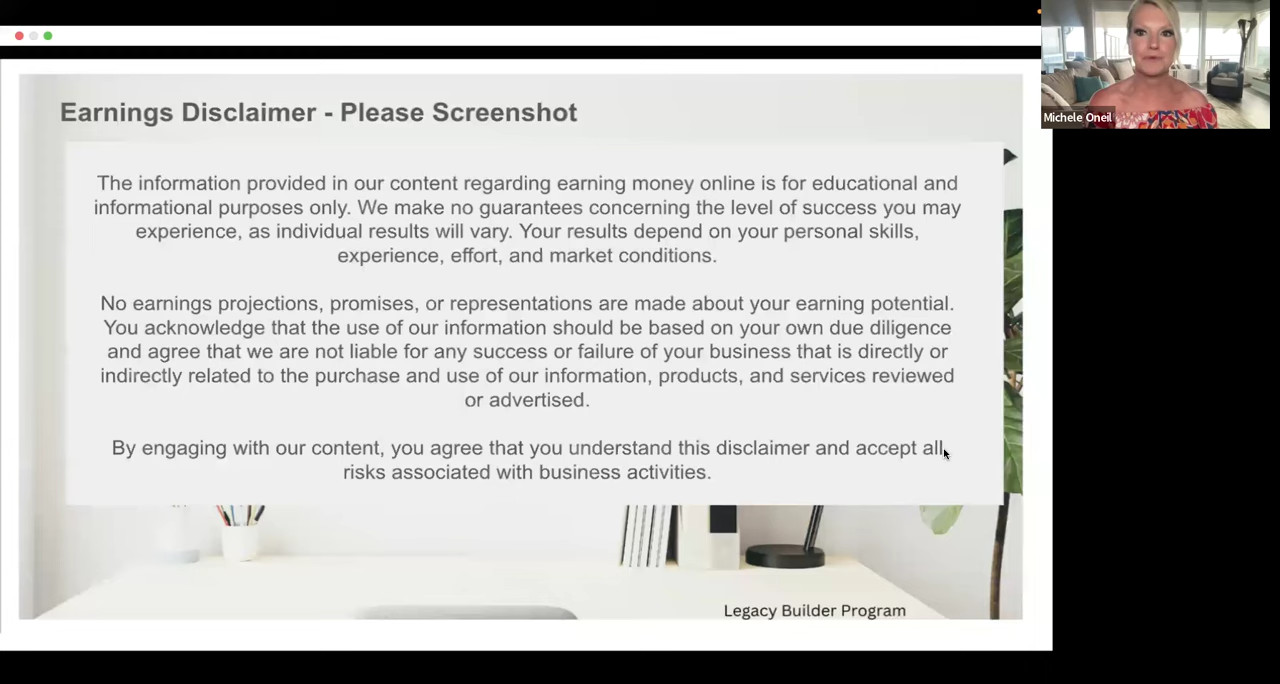 Earnings Disclaimer - Please Screenshot
The information provided in our content regarding earning money online is for educational and
informational purposes only. We make no guarantees concerning the level of success you may
experience, as individual results will vary. Your results depend on your personal skills,
experience, effort, and market conditions.
No earnings projections, promises, or representations are made about your earning potential.
You acknowledge that the use of our information should be based on your own due diligence
and agree that we are not liable for any success or failure of your business that is directly or
indirectly related to the purchase and use of our information, products, and services reviewed
or advertised.
By engaging with our content, you agree that you understand this disclaimer and accept all
risks associated with business activities.
Legacy Builder Program
Michele Oneil